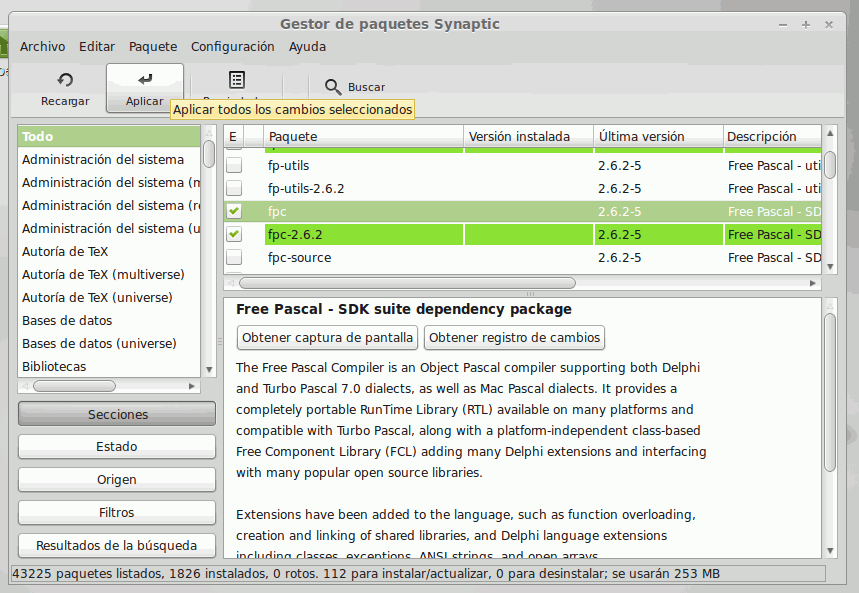 Gestor de paquetes Synaptic
Archivo Editar Paquete Configuración Ayuda
Recargar Aplicar Buscar
Aplicar todos los cambios seleccionados
Todo
Administración del sistema
Administración del sistema (m
Administración del sistema (re
Administración del sistema (u
Autoría de TeX
Autoría de TeX (multiverse)
Autoría de TeX (universe)
Bases de datos
Bases de datos (universe)
Bibliotecas
Secciones
Estado
Origen
Filtros
Resultados de la búsqueda
E Paquete Versión instalada Última versión Descripción
fp-utils 2.6.2-5 Free Pascal - uti
fp-utils-2.6.2 2.6.2-5 Free Pascal - uti
fpc 2.6.2-5 Free Pascal - SD
fpc-2.6.2 2.6.2-5 Free Pascal - SD
fpc-source 2.6.2-5 Free Pascal - SD
Free Pascal - SDK suite dependency package
Obtener captura de pantalla Obtener registro de cambios
The Free Pascal Compiler is an Object Pascal compiler supporting both Delphi
and Turbo Pascal 7.0 dialects, as well as Mac Pascal dialects. It provides a
completely portable RunTime Library (RTL) available on many platforms and
compatible with Turbo Pascal, along with a platform-independent class-based
Free Component Library (FCL) adding many Delphi extensions and interfacing
with many popular open source libraries.
Extensions have been added to the language, such as function overloading,
creation and linking of shared libraries, and Delphi language extensions
including classes, exceptions, ANSI strings, and open arrays.
43225 paquetes listados, 1826 instalados, 0 rotos. 112 para instalar/actualizar, 0 para desinstalar; se usarán 253 MB